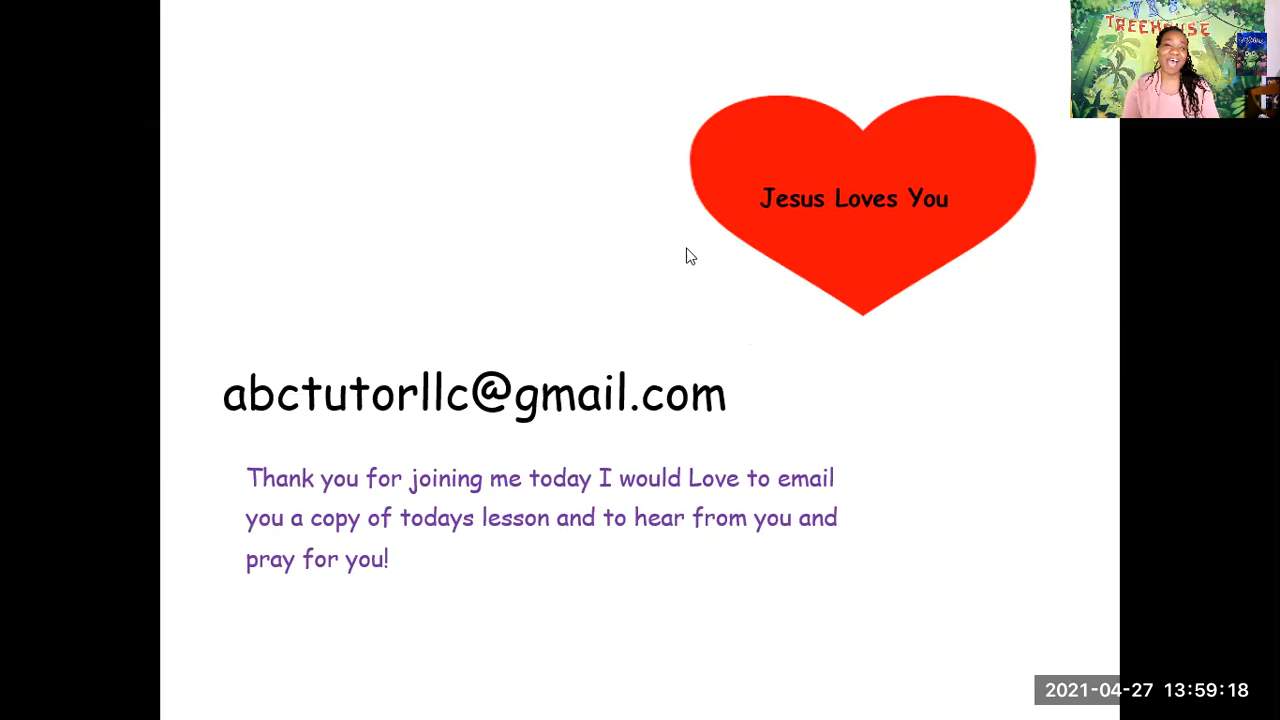 TREEHOUSE
Jesus Loves You
abctutorllc@gmail.com
Thank you for joining me today I would Love to email
you a copy of todays lesson and to hear from you and
pray for you!
2021-04-27 13:59:18